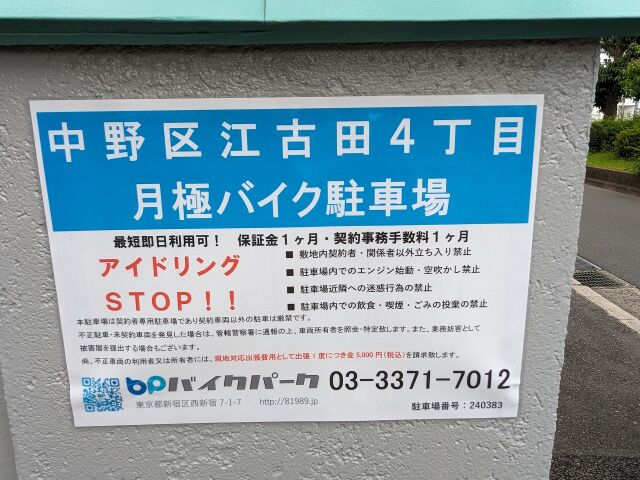 中野区江古田4丁目
月極バイク駐車場
最短即日利用可！ 保証金1ヶ月・契約事務手数料1ヶ月
アイドリング
STOP！！
■ 敷地内契約者・関係者以外立ち入り禁止
■ 駐車場内でのエンジン始動・空吹かし禁止
■ 駐車場近隣への迷惑行為の禁止
■ 駐車場内での飲食・喫煙・ごみの投棄の禁止
本駐車場は契約者専用駐車場であり契約車両以外の駐車は厳禁です。
不正駐車・未契約車両を発見した場合は、管轄警察署に通報の上、車両所有者を照会・特定致します。また、業務妨害として
被害届を提出する場合もございます。
尚、不正車両の利用者又は所有者には、現地対応出張費用として出張1度につき金5,000円(税込)を請求致します。
bpバイクパーク 03-3371-7012
東京都新宿区西新宿7-1-7 http://81989.jp 駐車場番号：240383